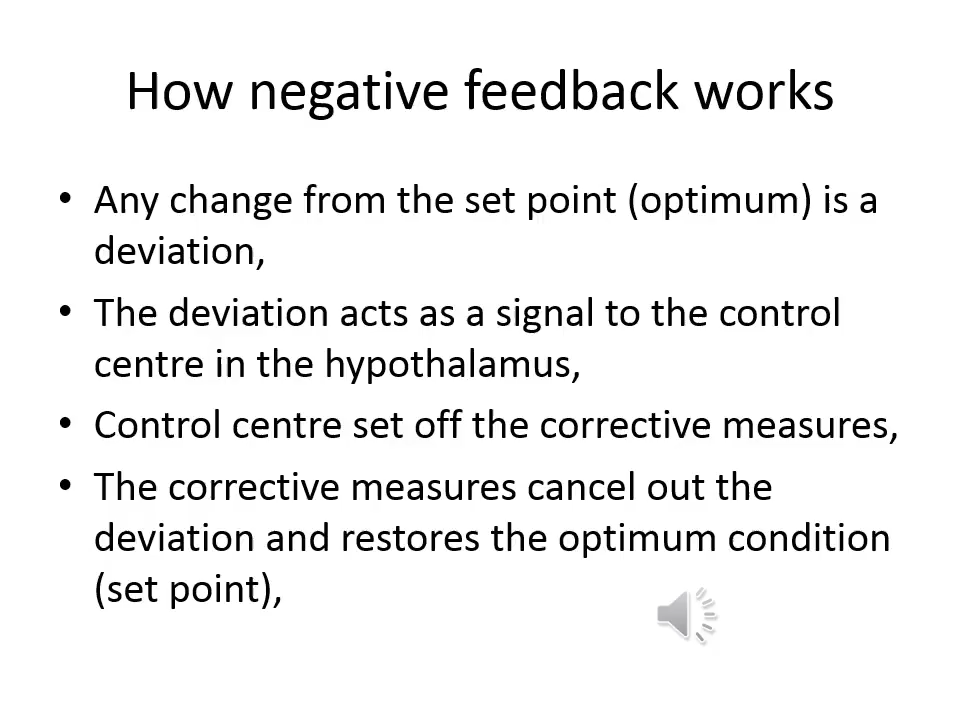 How negative feedback works
• Any change from the set point (optimum) is a
deviation,
• The deviation acts as a signal to the control
centre in the hypothalamus,
• Control centre set off the corrective measures,
• The corrective measures cancel out the
deviation and restores the optimum condition
(set point),